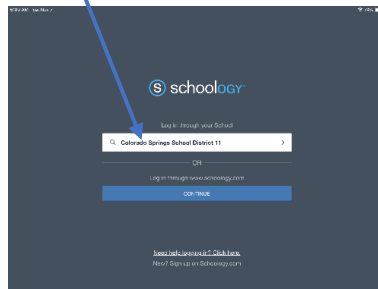 schoology
Log in through your School
Colorado Springs School District 11
OR
Log in through www.schoology.com
CONTINUE
Need help logging in? Click here.
New? Sign up on Schoology.com